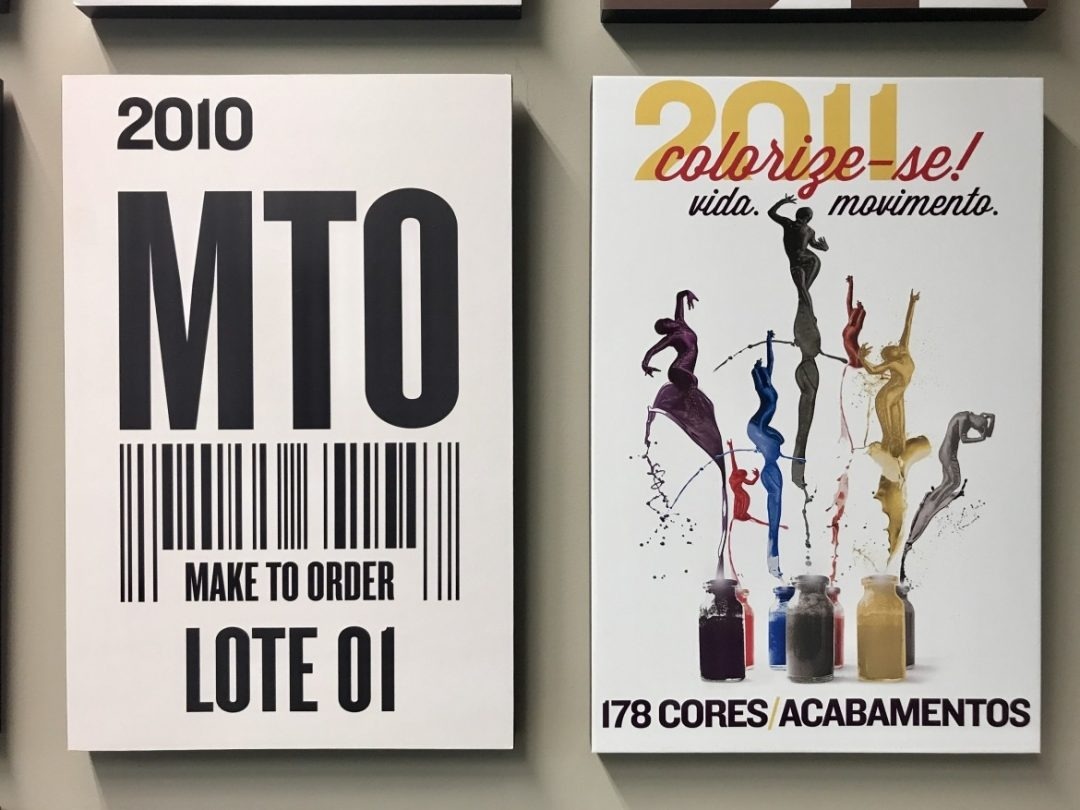 2010
MTO
MAKE TO ORDER
LOTE 01
2011
colorize-se!
vida. movimento.
178 CORES/ACABAMENTOS